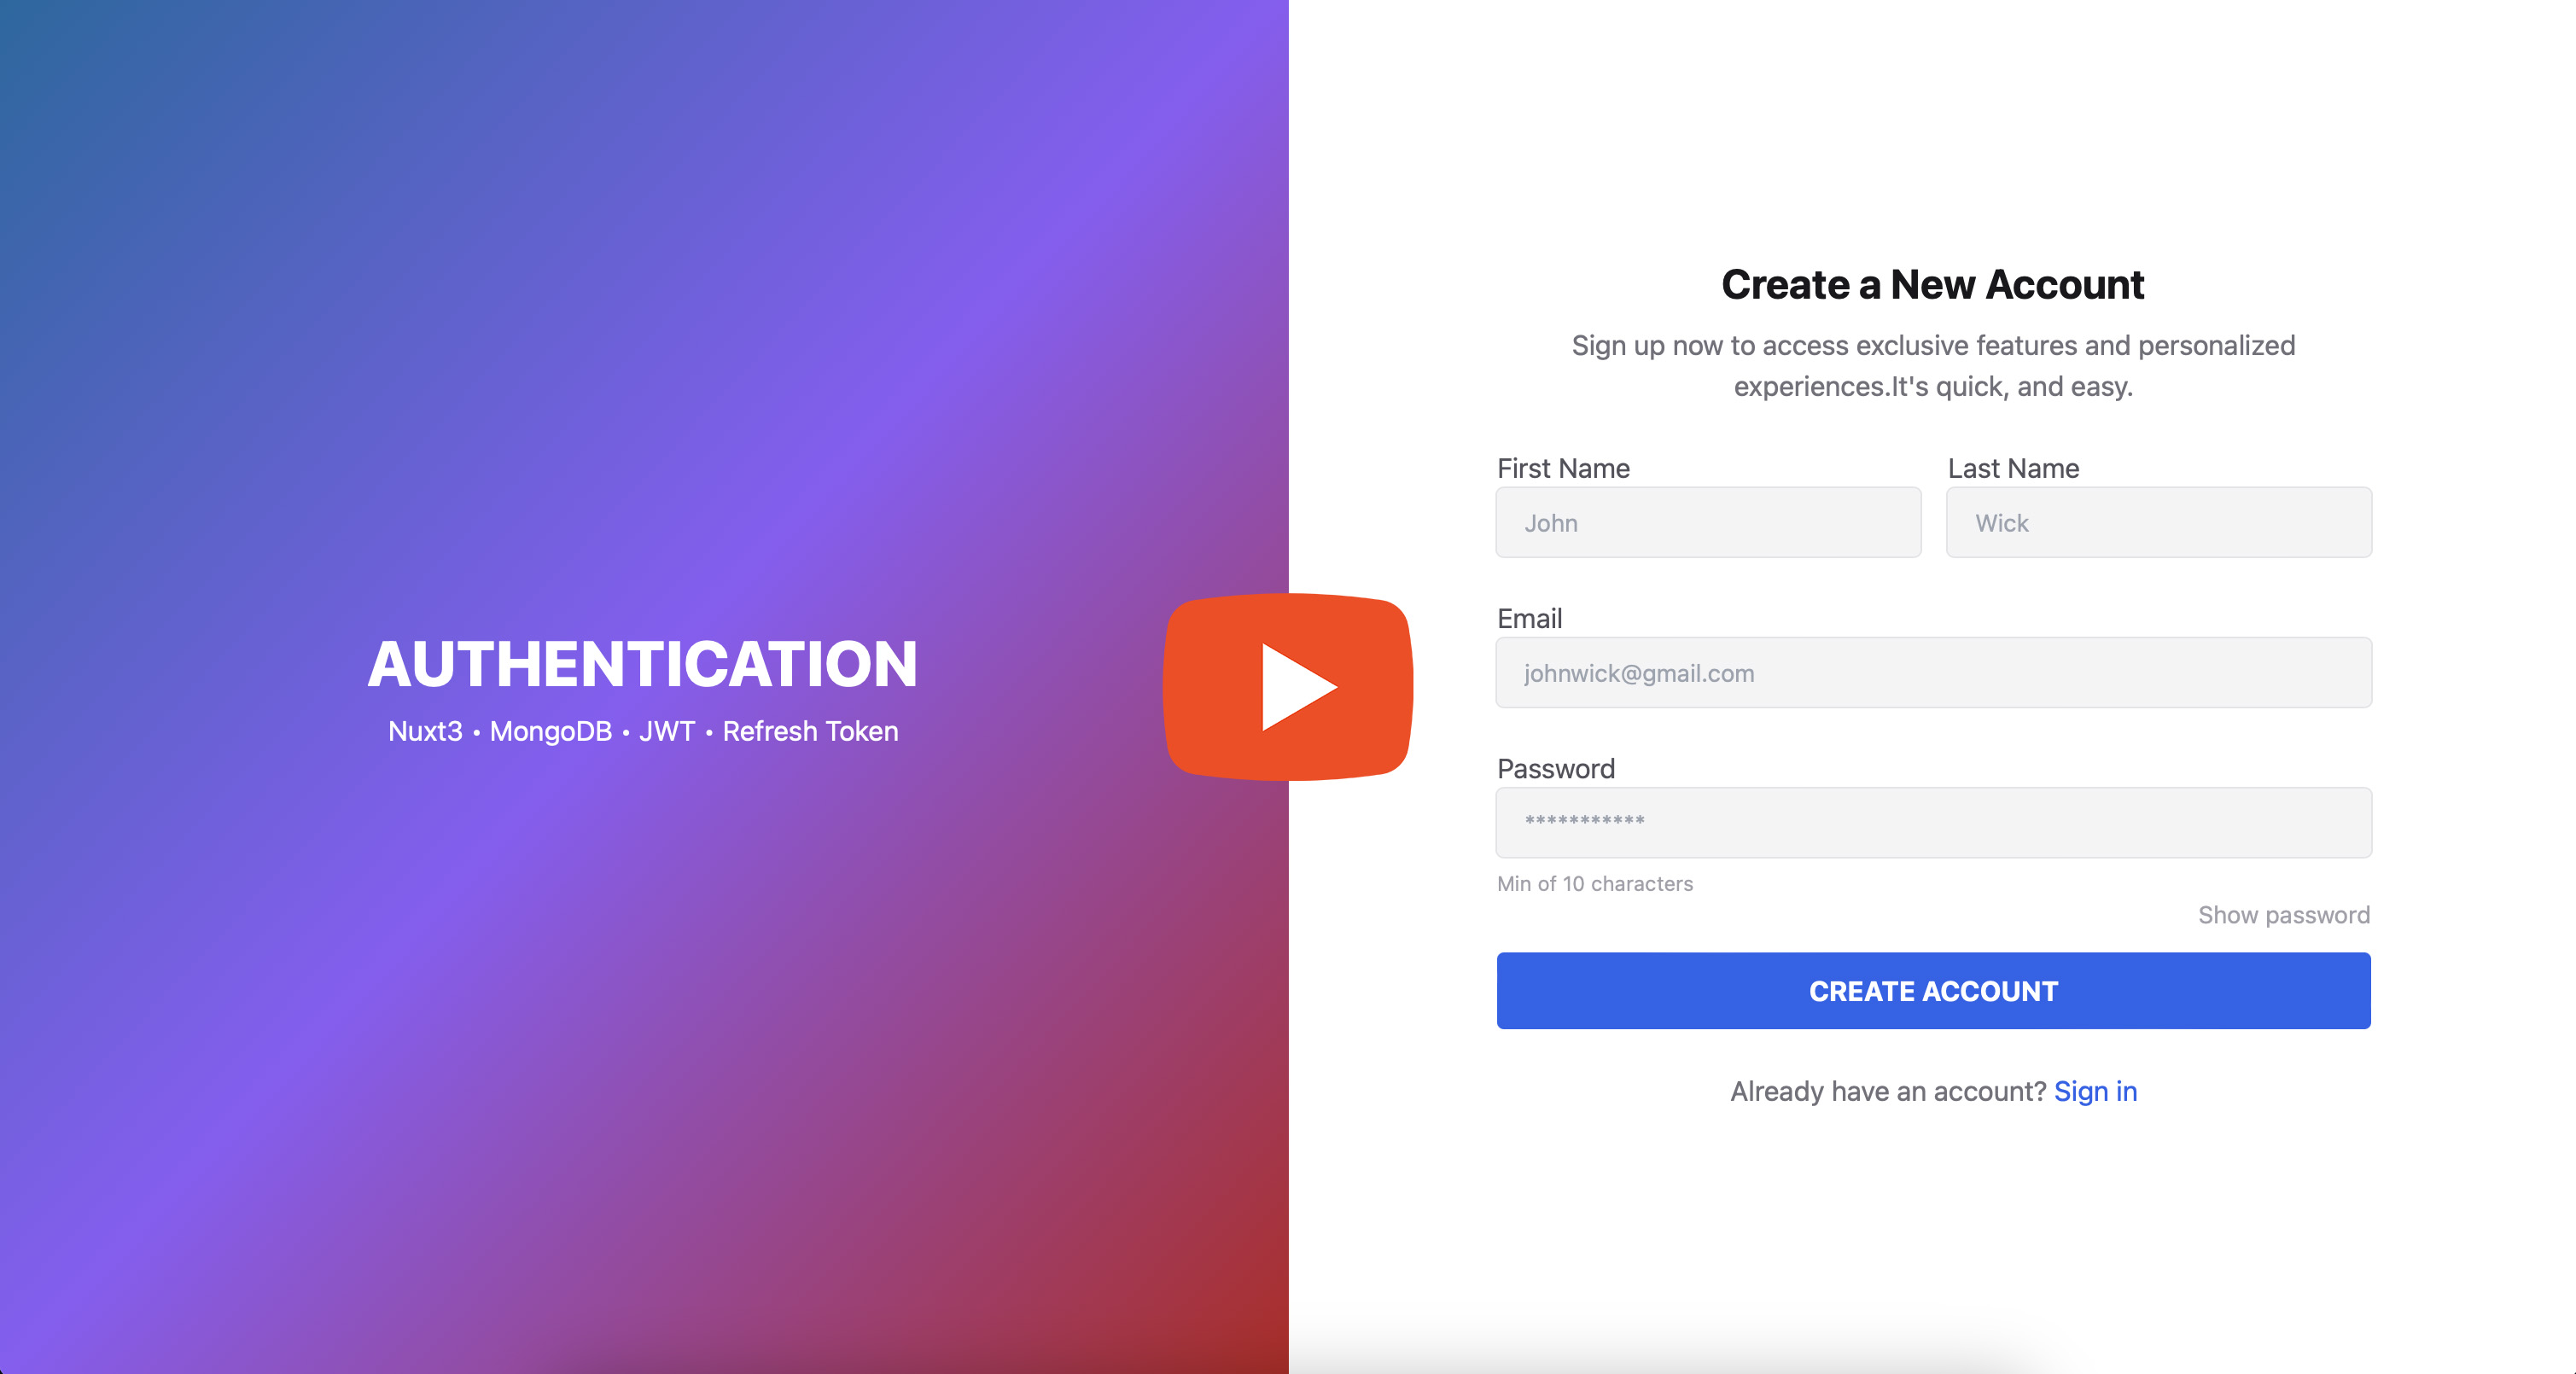 AUTHENTICATION
Nuxt3 • MongoDB • JWT • Refresh Token
Create a New Account
Sign up now to access exclusive features and personalized
experiences.It's quick, and easy.
First Name
Last Name
John
Wick
Email
johnwick@gmail.com
Password
***********
Min of 10 characters
Show password
CREATE ACCOUNT
Already have an account? Sign in